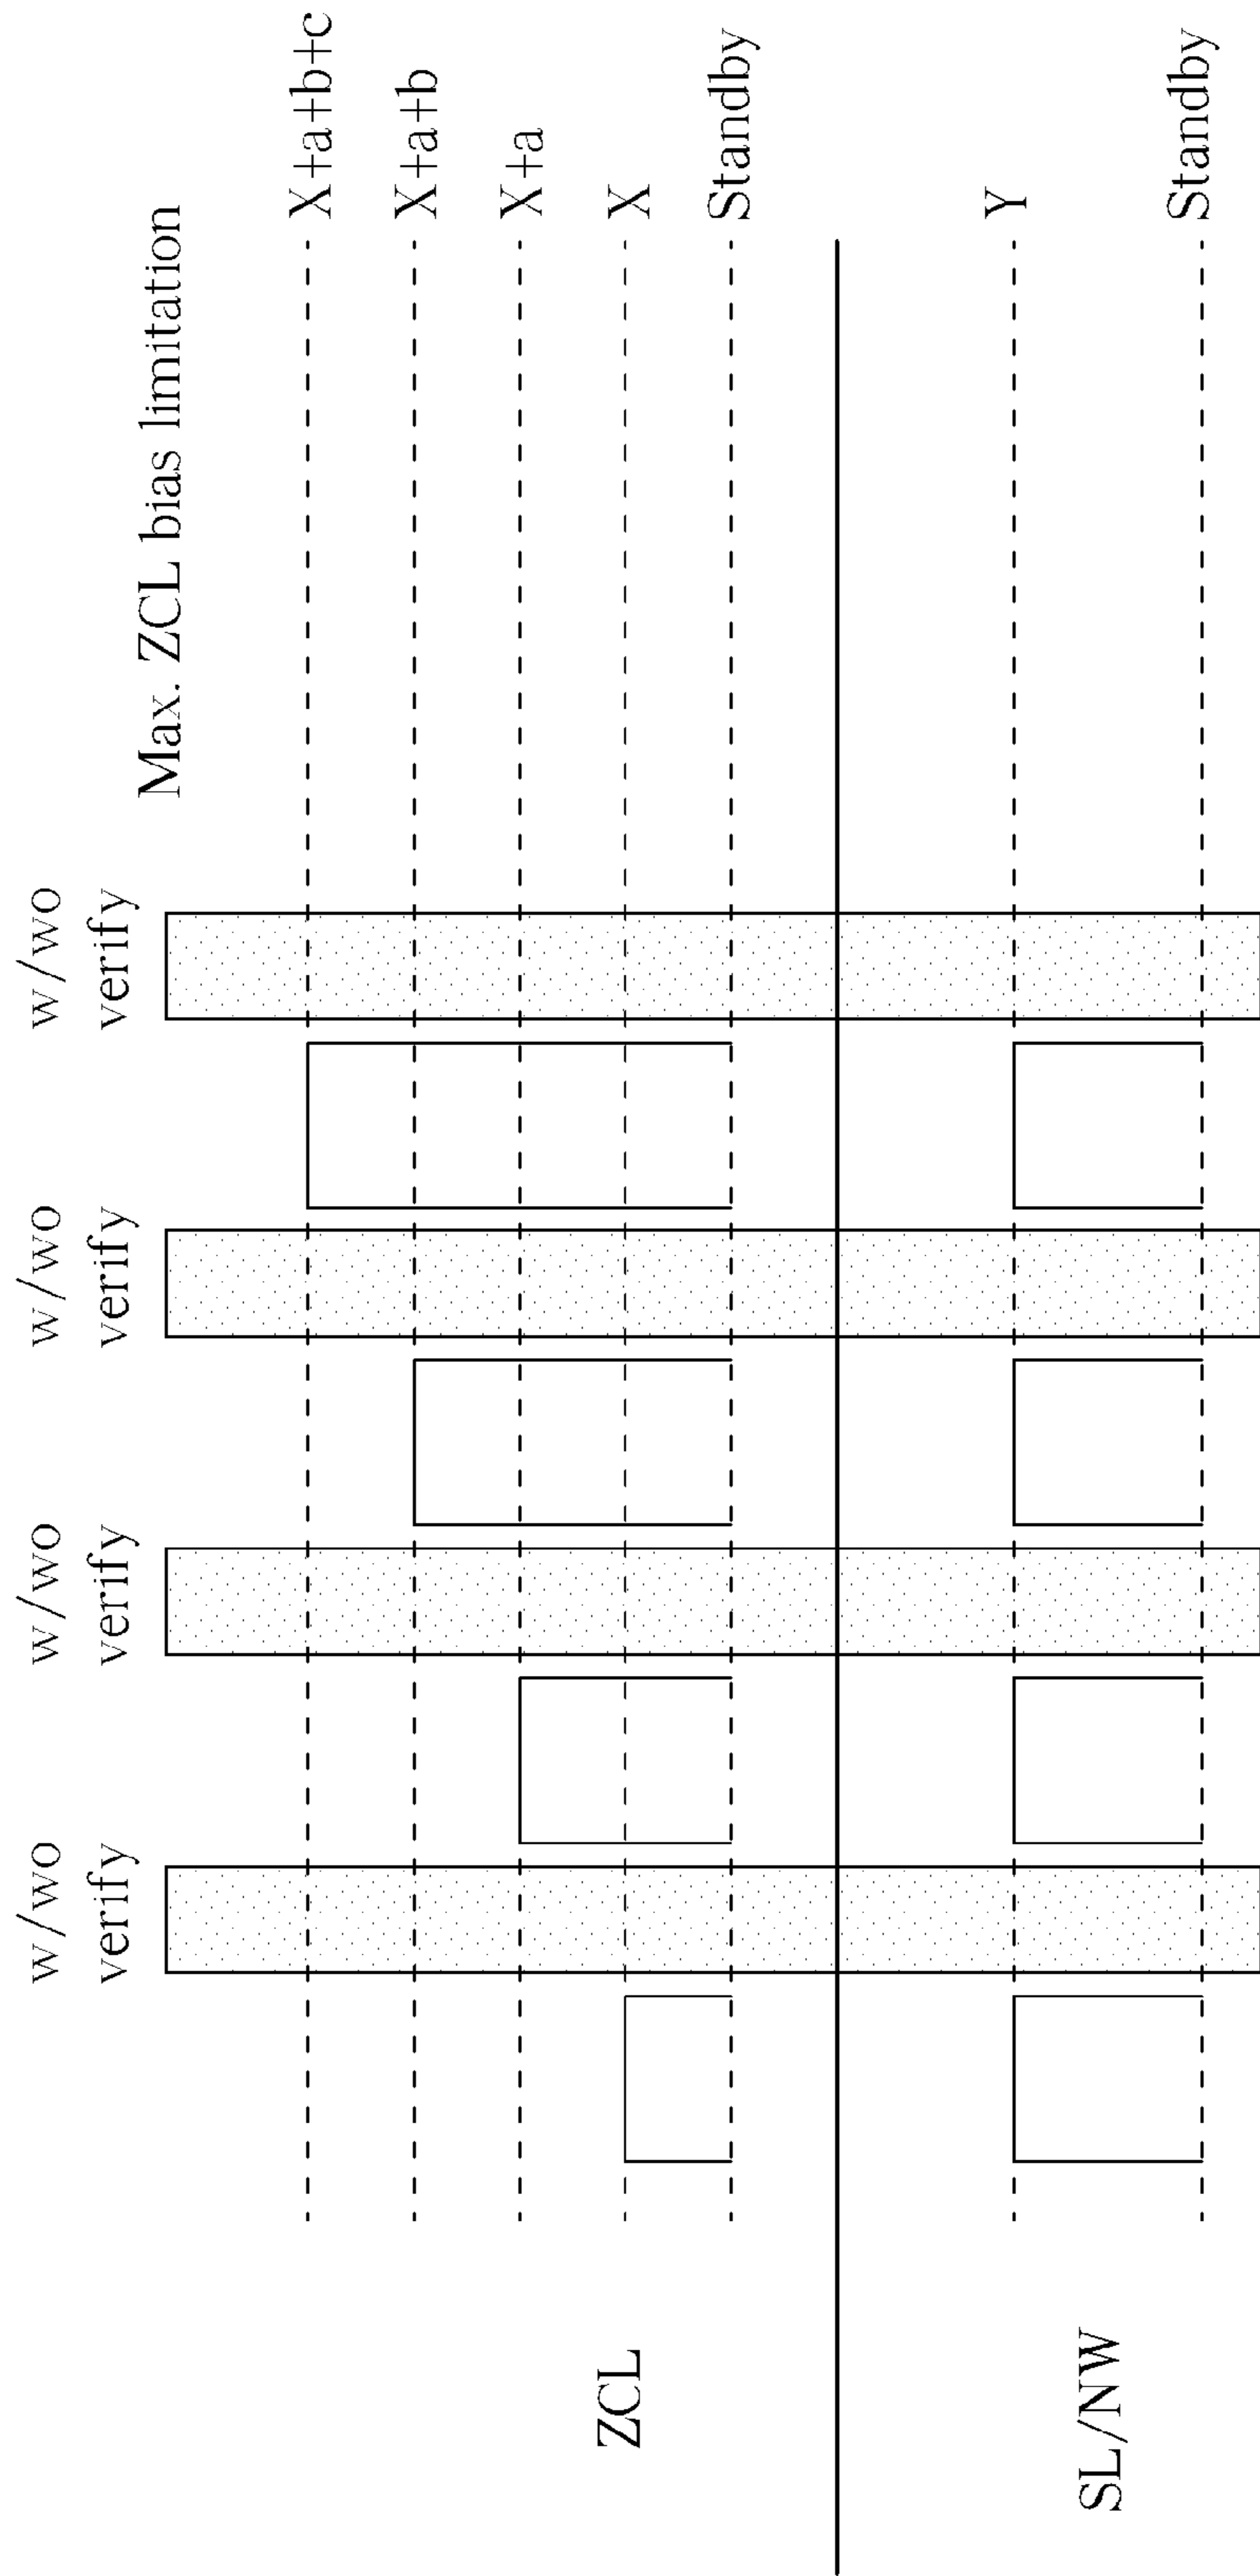 w/wo
verify
w/wo
verify
w/wo
verify
w/wo
verify
Max. ZCL bias limitation
X+a+b+c
X+a+b
X+a
X
Standby
ZCL
Y
Standby
SL/NW